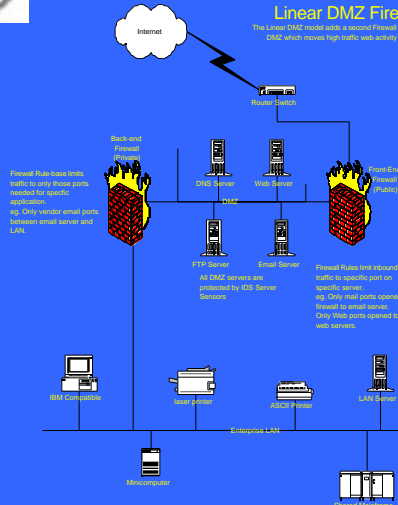 Linear DMZ Fire
The Linear DMZ model adds a second Firewall
DMZ which moves high traffic web activity
Internet
Router Switch
Back-end
Firewall
(Private)
Front-End
Firewall
(Public)
DNS Server
Web Server
DMZ
Firewall Rule-base limits
traffic to only those ports
needed for specific
application.
eg. Only vendor email ports
between email server and
LAN.
FTP Server
Email Server
All DMZ servers are
protected by IDS Server
Sensors
Firewall Rules limit inbound
traffic to specific port on
specific server.
eg. Only mail ports opene
firewall to email server.
Only Web ports opened to
web servers.
IBM Compatible
laser printer
ASCII Printer
LAN Server
Enterprise LAN
Minicomputer
Shared Mainframe